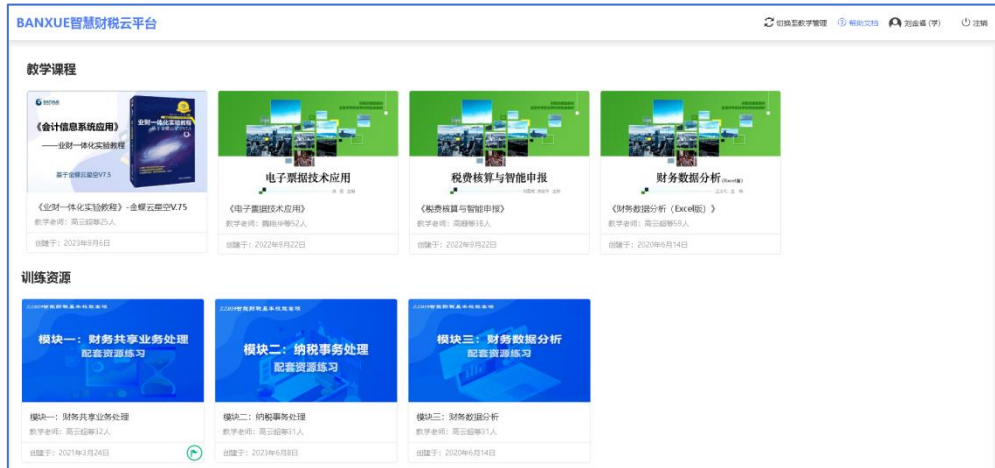 BANXUE智慧财税云平台
切换至教学管理 帮助文档 (学) 注销
教学课程
《会计信息系统应用》
——业财一体化实验教程
基于金蝶云星空V7.5
业财一体化实验教程
电子票据技术应用
税费核算与智能申报
财务数据分析(Excel版)
《业财一体化实验教程》-金蝶云星空V.75
教学老师：高云超等25人
创建于：2023年9月6日
《电子票据技术应用》
教学老师：等52人
创建于：2022年9月22日
《税费核算与智能申报》
教学老师：等36人
创建于：2022年9月22日
《财务数据分析（Excel版）》
教学老师：高云超等59人
创建于：2020年6月14日
训练资源
模块一：财务共享业务处理
配套资源练习
模块二：纳税事务处理
配套资源练习
模块三：财务数据分析
配套资源练习
模块一：财务共享业务处理
教学老师：高云超等32人
创建于：2021年3月24日
模块二：纳税事务处理
教学老师：高云超等31人
创建于：2023年6月8日
模块三：财务数据分析
教学老师：高云超等31人
创建于：2020年6月14日